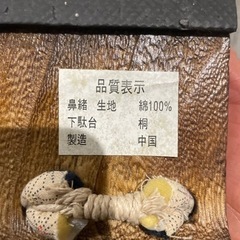 品質表示
鼻緒 生地 綿100%
下駄台 桐
製造 中国